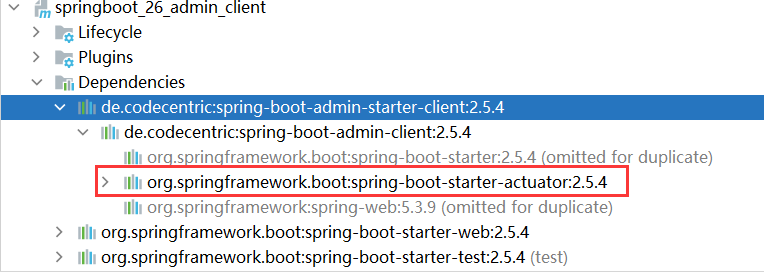 springboot_26_admin_client
Lifecycle
Plugins
Dependencies
de.codecentric:spring-boot-admin-starter-client:2.5.4
de.codecentric:spring-boot-admin-client:2.5.4
org.springframework.boot:spring-boot-starter:2.5.4 (omitted for duplicate)
org.springframework.boot:spring-boot-starter-actuator:2.5.4
org.springframework:spring-web:5.3.9 (omitted for duplicate)
org.springframework.boot:spring-boot-starter-web:2.5.4
org.springframework.boot:spring-boot-starter-test:2.5.4 (test)